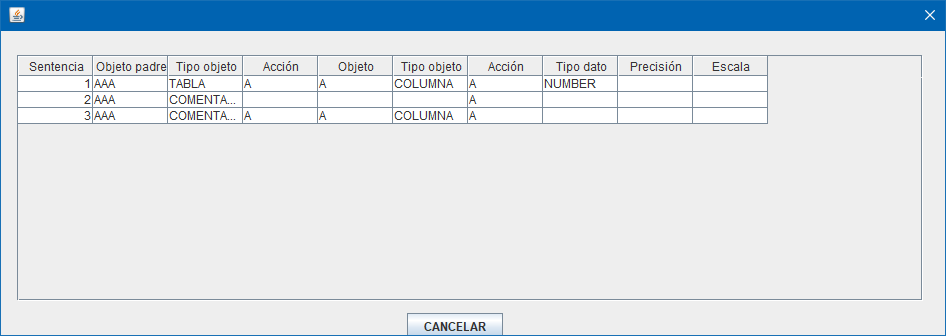 Sentencia Objeto padre Tipo objeto Acción Objeto Tipo objeto Acción Tipo dato Precisión Escala
1 AAA TABLA A A COLUMNA A NUMBER
2 AAA COMENTA... A
3 AAA COMENTA... A A COLUMNA A
CANCELAR